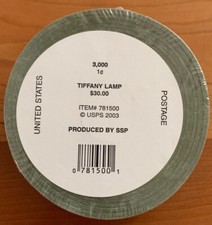 3,000
1¢
TIFFANY LAMP
$30.00
ITEM# 781500
© USPS 2003
PRODUCED BY SSP
UNITED STATES
POSTAGE
0 781500 1